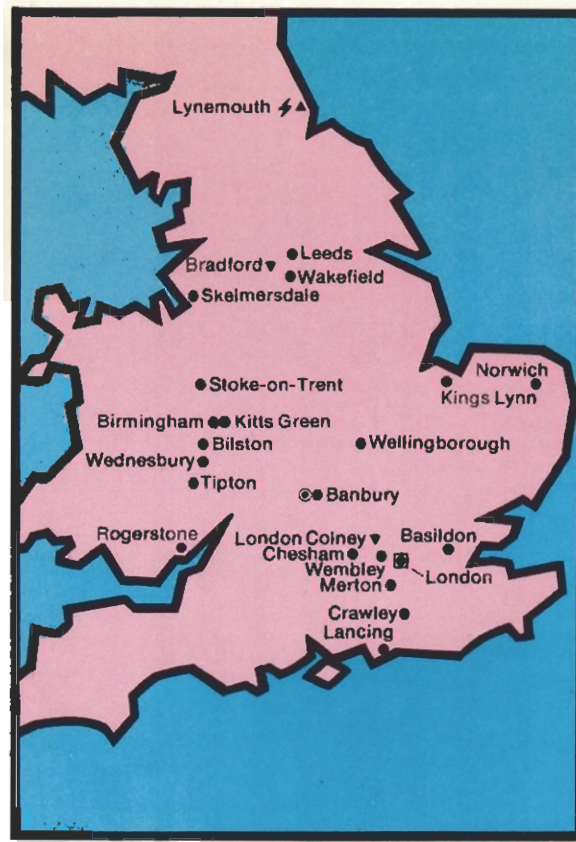 Lynemouth
Leeds
Bradford
Wakefield
Skelmersdale
Stoke-on-Trent
Norwich
Kings Lynn
Birmingham
Kitts Green
Bilston
Wellingborough
Wednesbury
Tipton
Banbury
Rogerstone
London Colney
Basildon
Chesham
Wembley
London
Merton
Crawley
Lancing